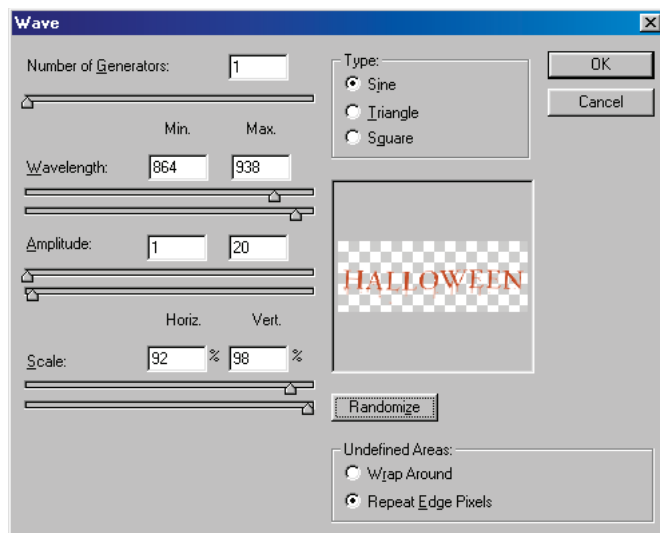 Wave
Number of Generators: 1
Min. Max.
Wavelength: 864 938
Amplitude: 1 20
Horiz. Vert.
Scale: 92 % 98 %
Type:
Sine
Triangle
Square
OK
Cancel
HALLOWEEN
Randomize
Undefined Areas:
Wrap Around
Repeat Edge Pixels